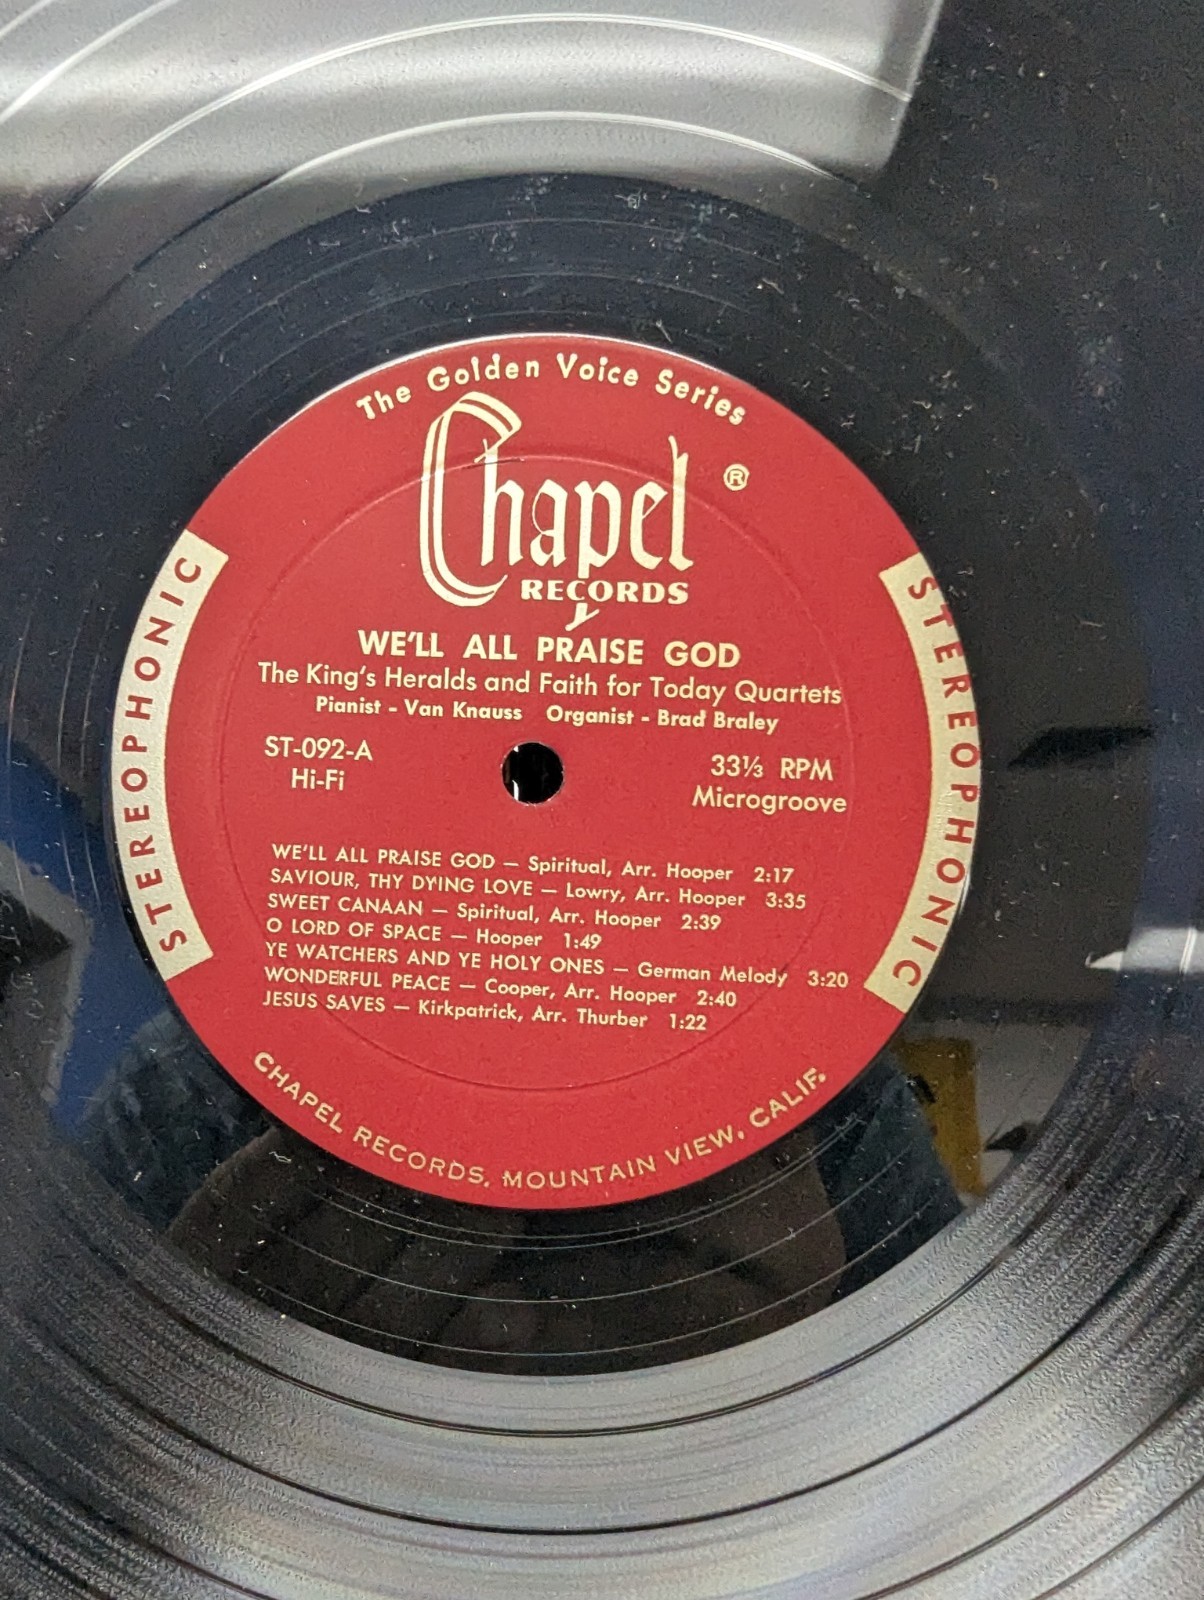 The Golden Voice Series
Chapel ®
RECORDS
WE'LL ALL PRAISE GOD
The King's Heralds and Faith for Today Quartets
Pianist - Van Knauss Organist - Brad Braley
ST-092-A
Hi-Fi
33⅓ RPM
Microgroove
STEREOPHONIC
STEREOPHONIC
WE'LL ALL PRAISE GOD — Spiritual, Arr. Hooper 2:17
SAVIOUR, THY DYING LOVE — Lowry, Arr. Hooper 3:35
SWEET CANAAN — Spiritual, Arr. Hooper 2:39
O LORD OF SPACE — Hooper 1:49
YE WATCHERS AND YE HOLY ONES — German Melody 3:20
WONDERFUL PEACE — Cooper, Arr. Hooper 2:40
JESUS SAVES — Kirkpatrick, Arr. Thurber 1:22
CHAPEL RECORDS, MOUNTAIN VIEW, CALIF.